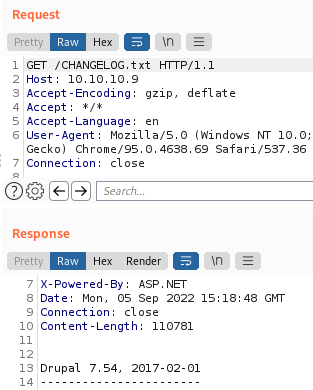 Request
Pretty Raw Hex \n
1 GET /CHANGELOG.txt HTTP/1.1
2 Host: 10.10.10.9
3 Accept-Encoding: gzip, deflate
4 Accept: */*
5 Accept-Language: en
6 User-Agent: Mozilla/5.0 (Windows NT 10.0;
Gecko) Chrome/95.0.4638.69 Safari/537.36
7 Connection: close
8
Search...
Response
Pretty Raw Hex Render \n
7 X-Powered-By: ASP.NET
8 Date: Mon, 05 Sep 2022 15:18:48 GMT
9 Connection: close
10 Content-Length: 110781
11
12
13 Drupal 7.54, 2017-02-01
14 -----------------------